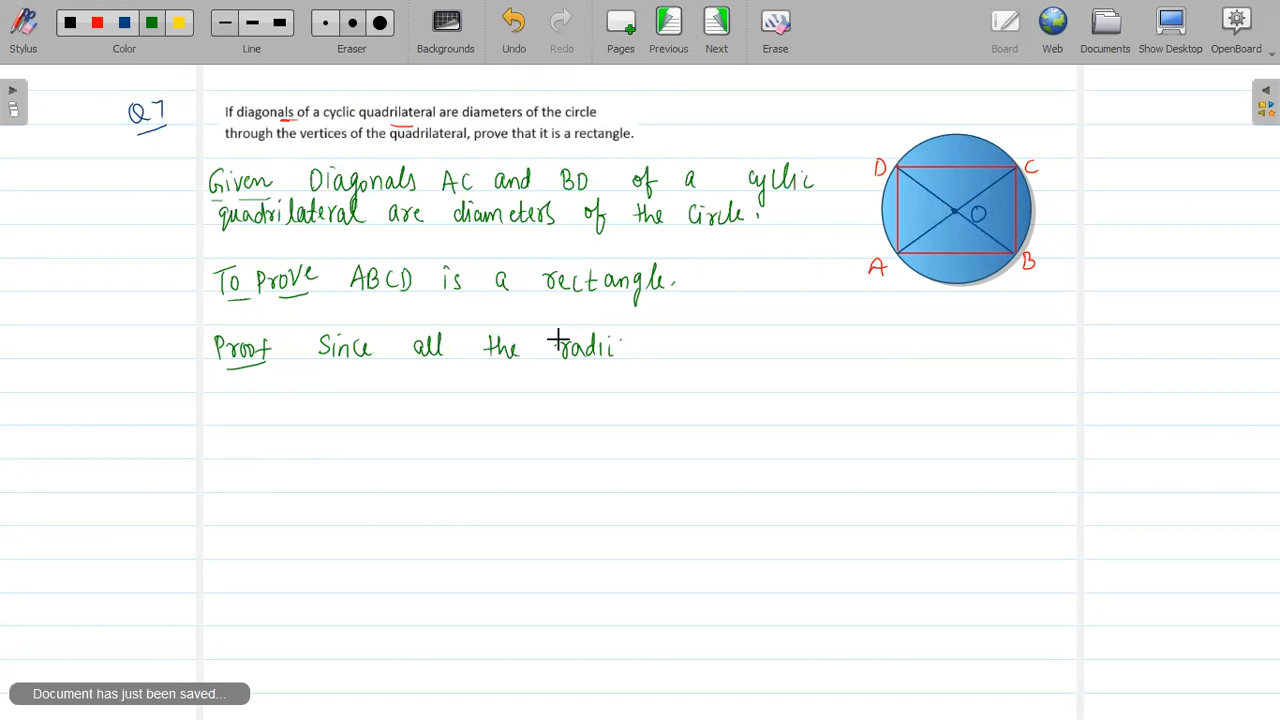 Stylus Color Line Eraser Backgrounds Undo Redo Pages Previous Next Erase Board Web Documents Show Desktop OpenBoard
Q7
If diagonals of a cyclic quadrilateral are diameters of the circle
through the vertices of the quadrilateral, prove that it is a rectangle.
Given Diagonals AC and BD of a cyclic
quadrilateral are diameters of the Circle.
D C
O
A B
To Prove ABCD is a rectangle.
Proof Since all the radii
Document has just been saved...